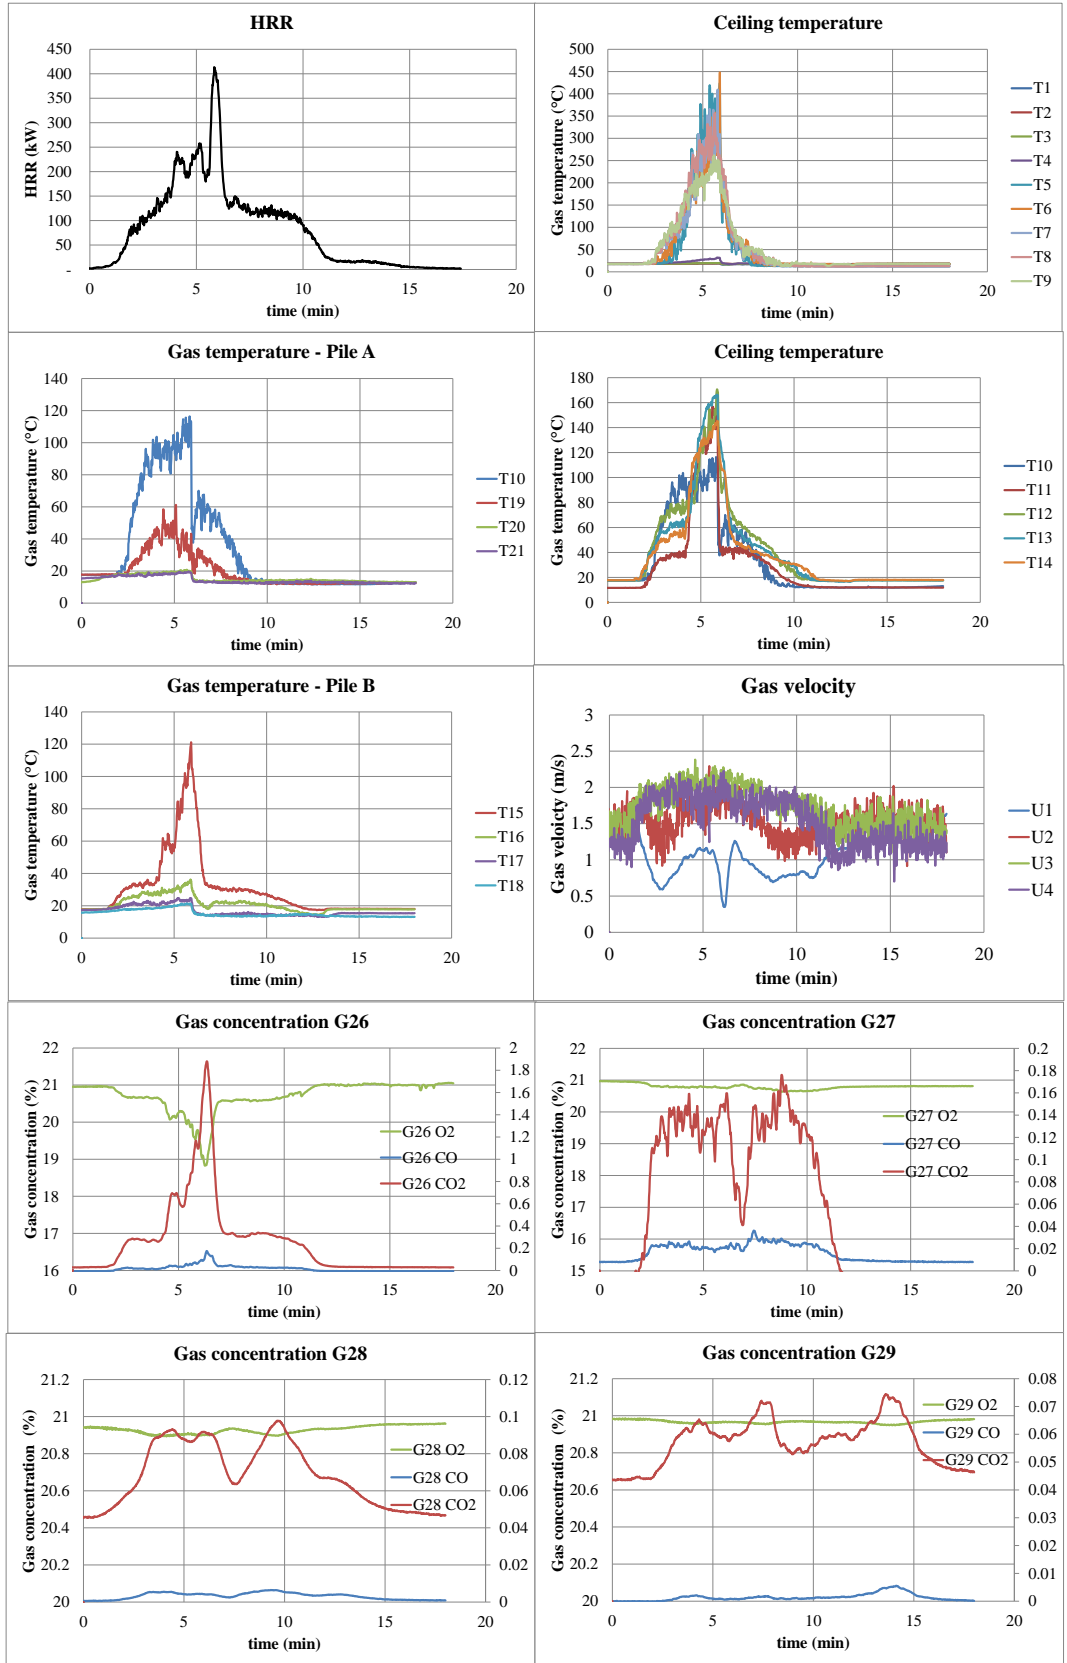 HRR
HRR (kW)
450
400
350
300
250
200
150
100
50
-
0 5 10 15 20
time (min)
Ceiling temperature
Gas temperature (°C)
500
450
400
350
300
250
200
150
100
50
0
0 5 10 15 20
time (min)
T1
T2
T3
T4
T5
T6
T7
T8
T9
Gas temperature - Pile A
Gas temperature (°C)
140
120
100
80
60
40
20
0
0 5 10 15 20
time (min)
T10
T19
T20
T21
Ceiling temperature
Gas temperature (°C)
180
160
140
120
100
80
60
40
20
0
0 5 10 15 20
time (min)
T10
T11
T12
T13
T14
Gas temperature - Pile B
Gas temperature (°C)
140
120
100
80
60
40
20
0
0 5 10 15 20
time (min)
T15
T16
T17
T18
Gas velocity
Gas veloicty (m/s)
3
2.5
2
1.5
1
0.5
0
0 5 10 15 20
time (min)
U1
U2
U3
U4
Gas concentration G26
Gas concentration (%)
22
21
20
19
18
17
16
2
1.8
1.6
1.4
1.2
1
0.8
0.6
0.4
0.2
0
0 5 10 15 20
time (min)
G26 O2
G26 CO
G26 CO2
Gas concentration G27
Gas concentration (%)
22
21
20
19
18
17
16
15
0.2
0.18
0.16
0.14
0.12
0.1
0.08
0.06
0.04
0.02
0
0 5 10 15 20
time (min)
G27 O2
G27 CO
G27 CO2
Gas concentration G28
Gas concentration (%)
21.2
21
20.8
20.6
20.4
20.2
20
0.12
0.1
0.08
0.06
0.04
0.02
0
0 5 10 15 20
time (min)
G28 O2
G28 CO
G28 CO2
Gas concentration G29
Gas concentration (%)
21.2
21
20.8
20.6
20.4
20.2
20
0.08
0.07
0.06
0.05
0.04
0.03
0.02
0.01
0
0 5 10 15 20
time (min)
G29 O2
G29 CO
G29 CO2